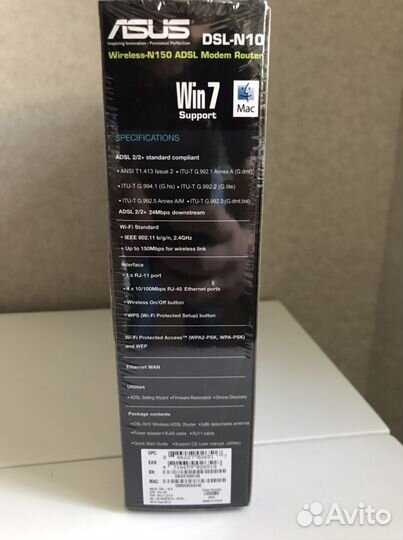 ASUS
Inspiring Innovation • Persistent Perfection
DSL-N10
Wireless-N150 ADSL Modem Router
Win 7
Support
Mac
SPECIFICATIONS
ADSL 2/2+ standard compliant
• ANSI T1.413 Issue 2 • ITU-T G.992.1 Annex A (G.dmt)
• ITU-T G.994.1 (G.hs) • ITU-T G.992.2 (G.lite)
• ITU-T G.992.5 Annex A/M • ITU-T G.992.3 (G.dmt.bis)
ADSL 2/2+ 24Mbps downstream
Wi-Fi Standard
• IEEE 802.11 b/g/n, 2.4GHz
• Up to 150Mbps for wireless link
Interface
• 1 x RJ-11 port
• 4 x 10/100Mbps RJ-45 Ethernet ports
• Wireless On/Off button
• WPS (Wi-Fi Protected Setup) button
Wi-Fi Protected Access™ (WPA2-PSK, WPA-PSK)
and WEP
Ethernet WAN
Utilities
• ADSL Setting Wizard • Firmware Restoration • Device Discovery
Package contents
• DSL-N10 Wireless ADSL Router • 5dBi detachable antenna
• Power adapter • RJ45 cable • RJ11 cable
• Quick Start Guide • Support CD (user manual, utilities)
UPC
EAN
SN:
Avito